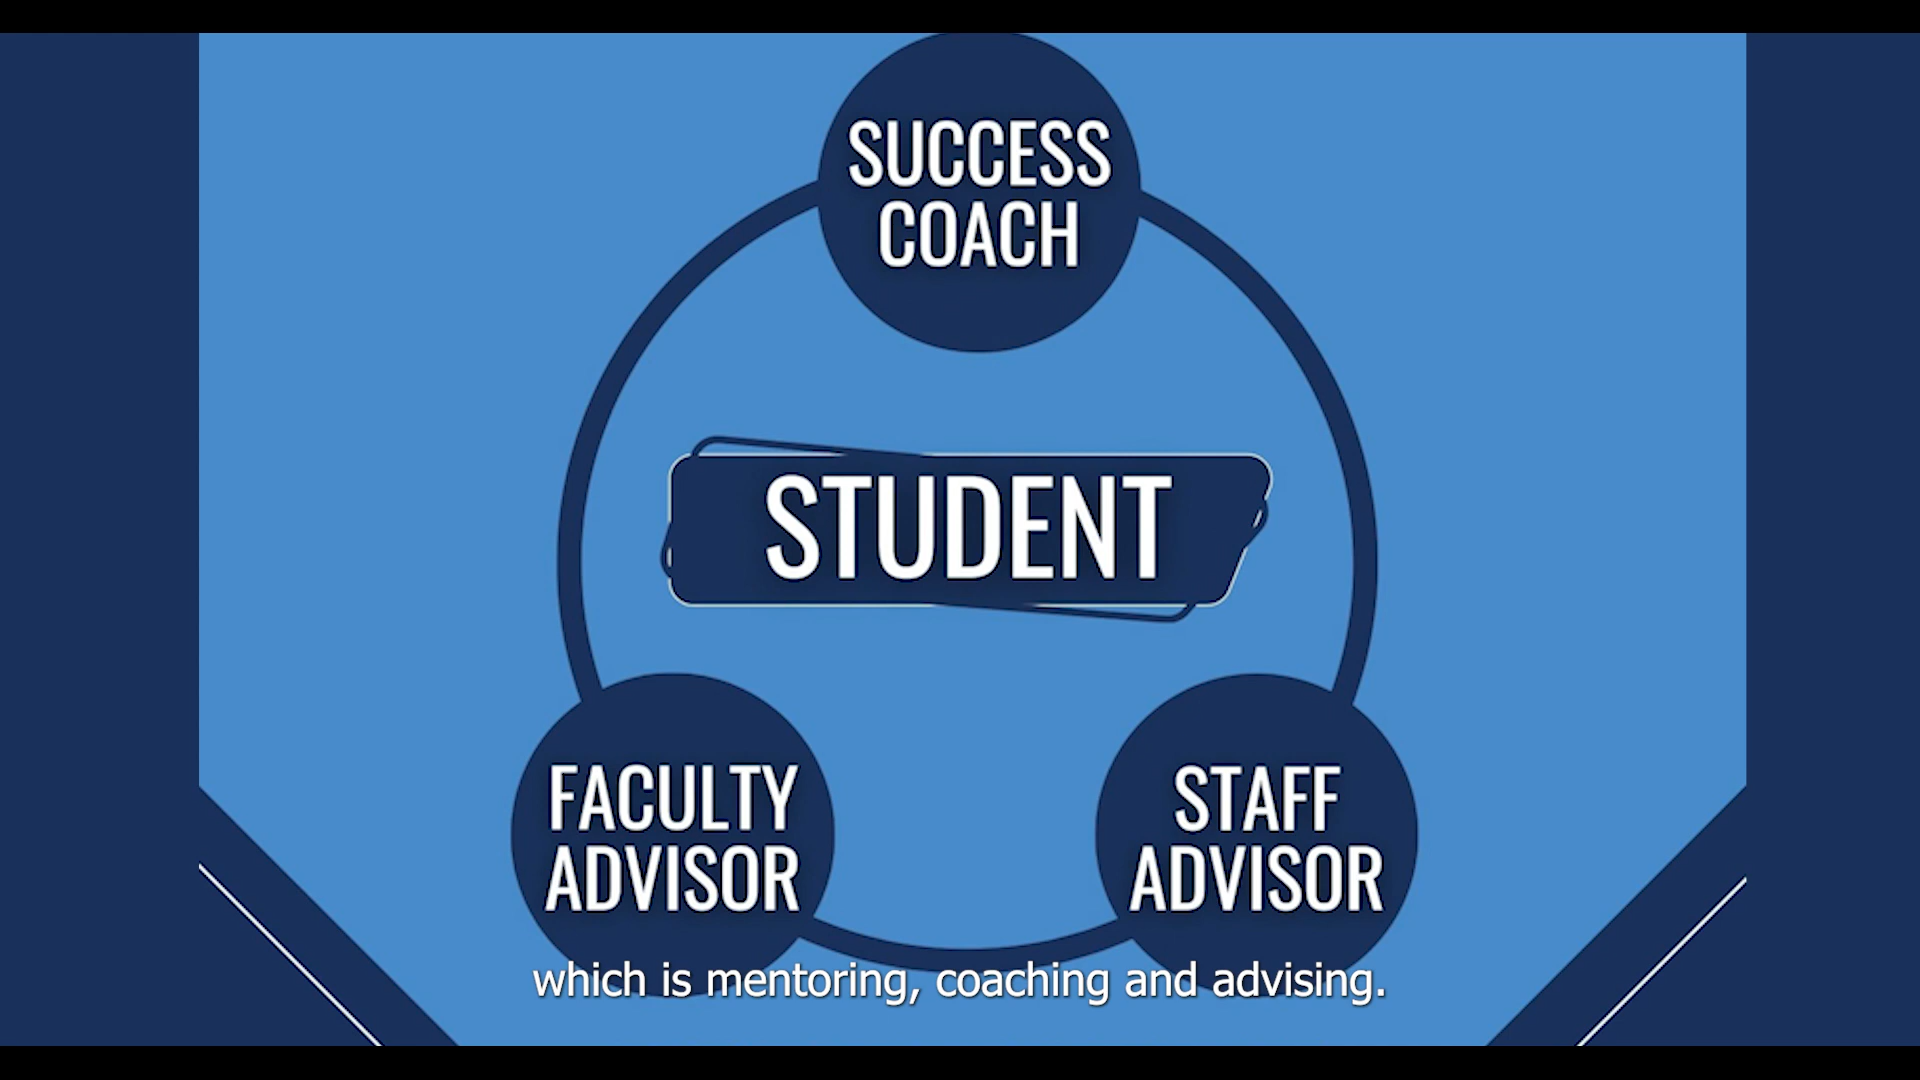 SUCCESS
COACH
STUDENT
FACULTY
ADVISOR
STAFF
ADVISOR
which is mentoring, coaching and advising.